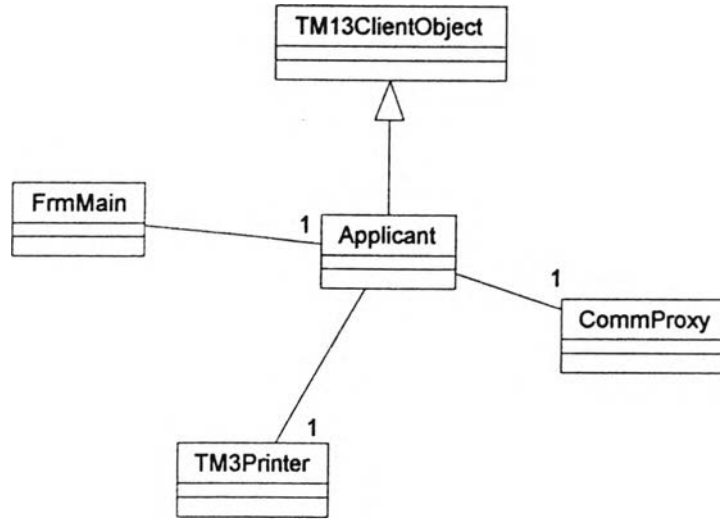 TM13ClientObject
FrmMain
1
Applicant
1
CommProxy
1
TM3Printer